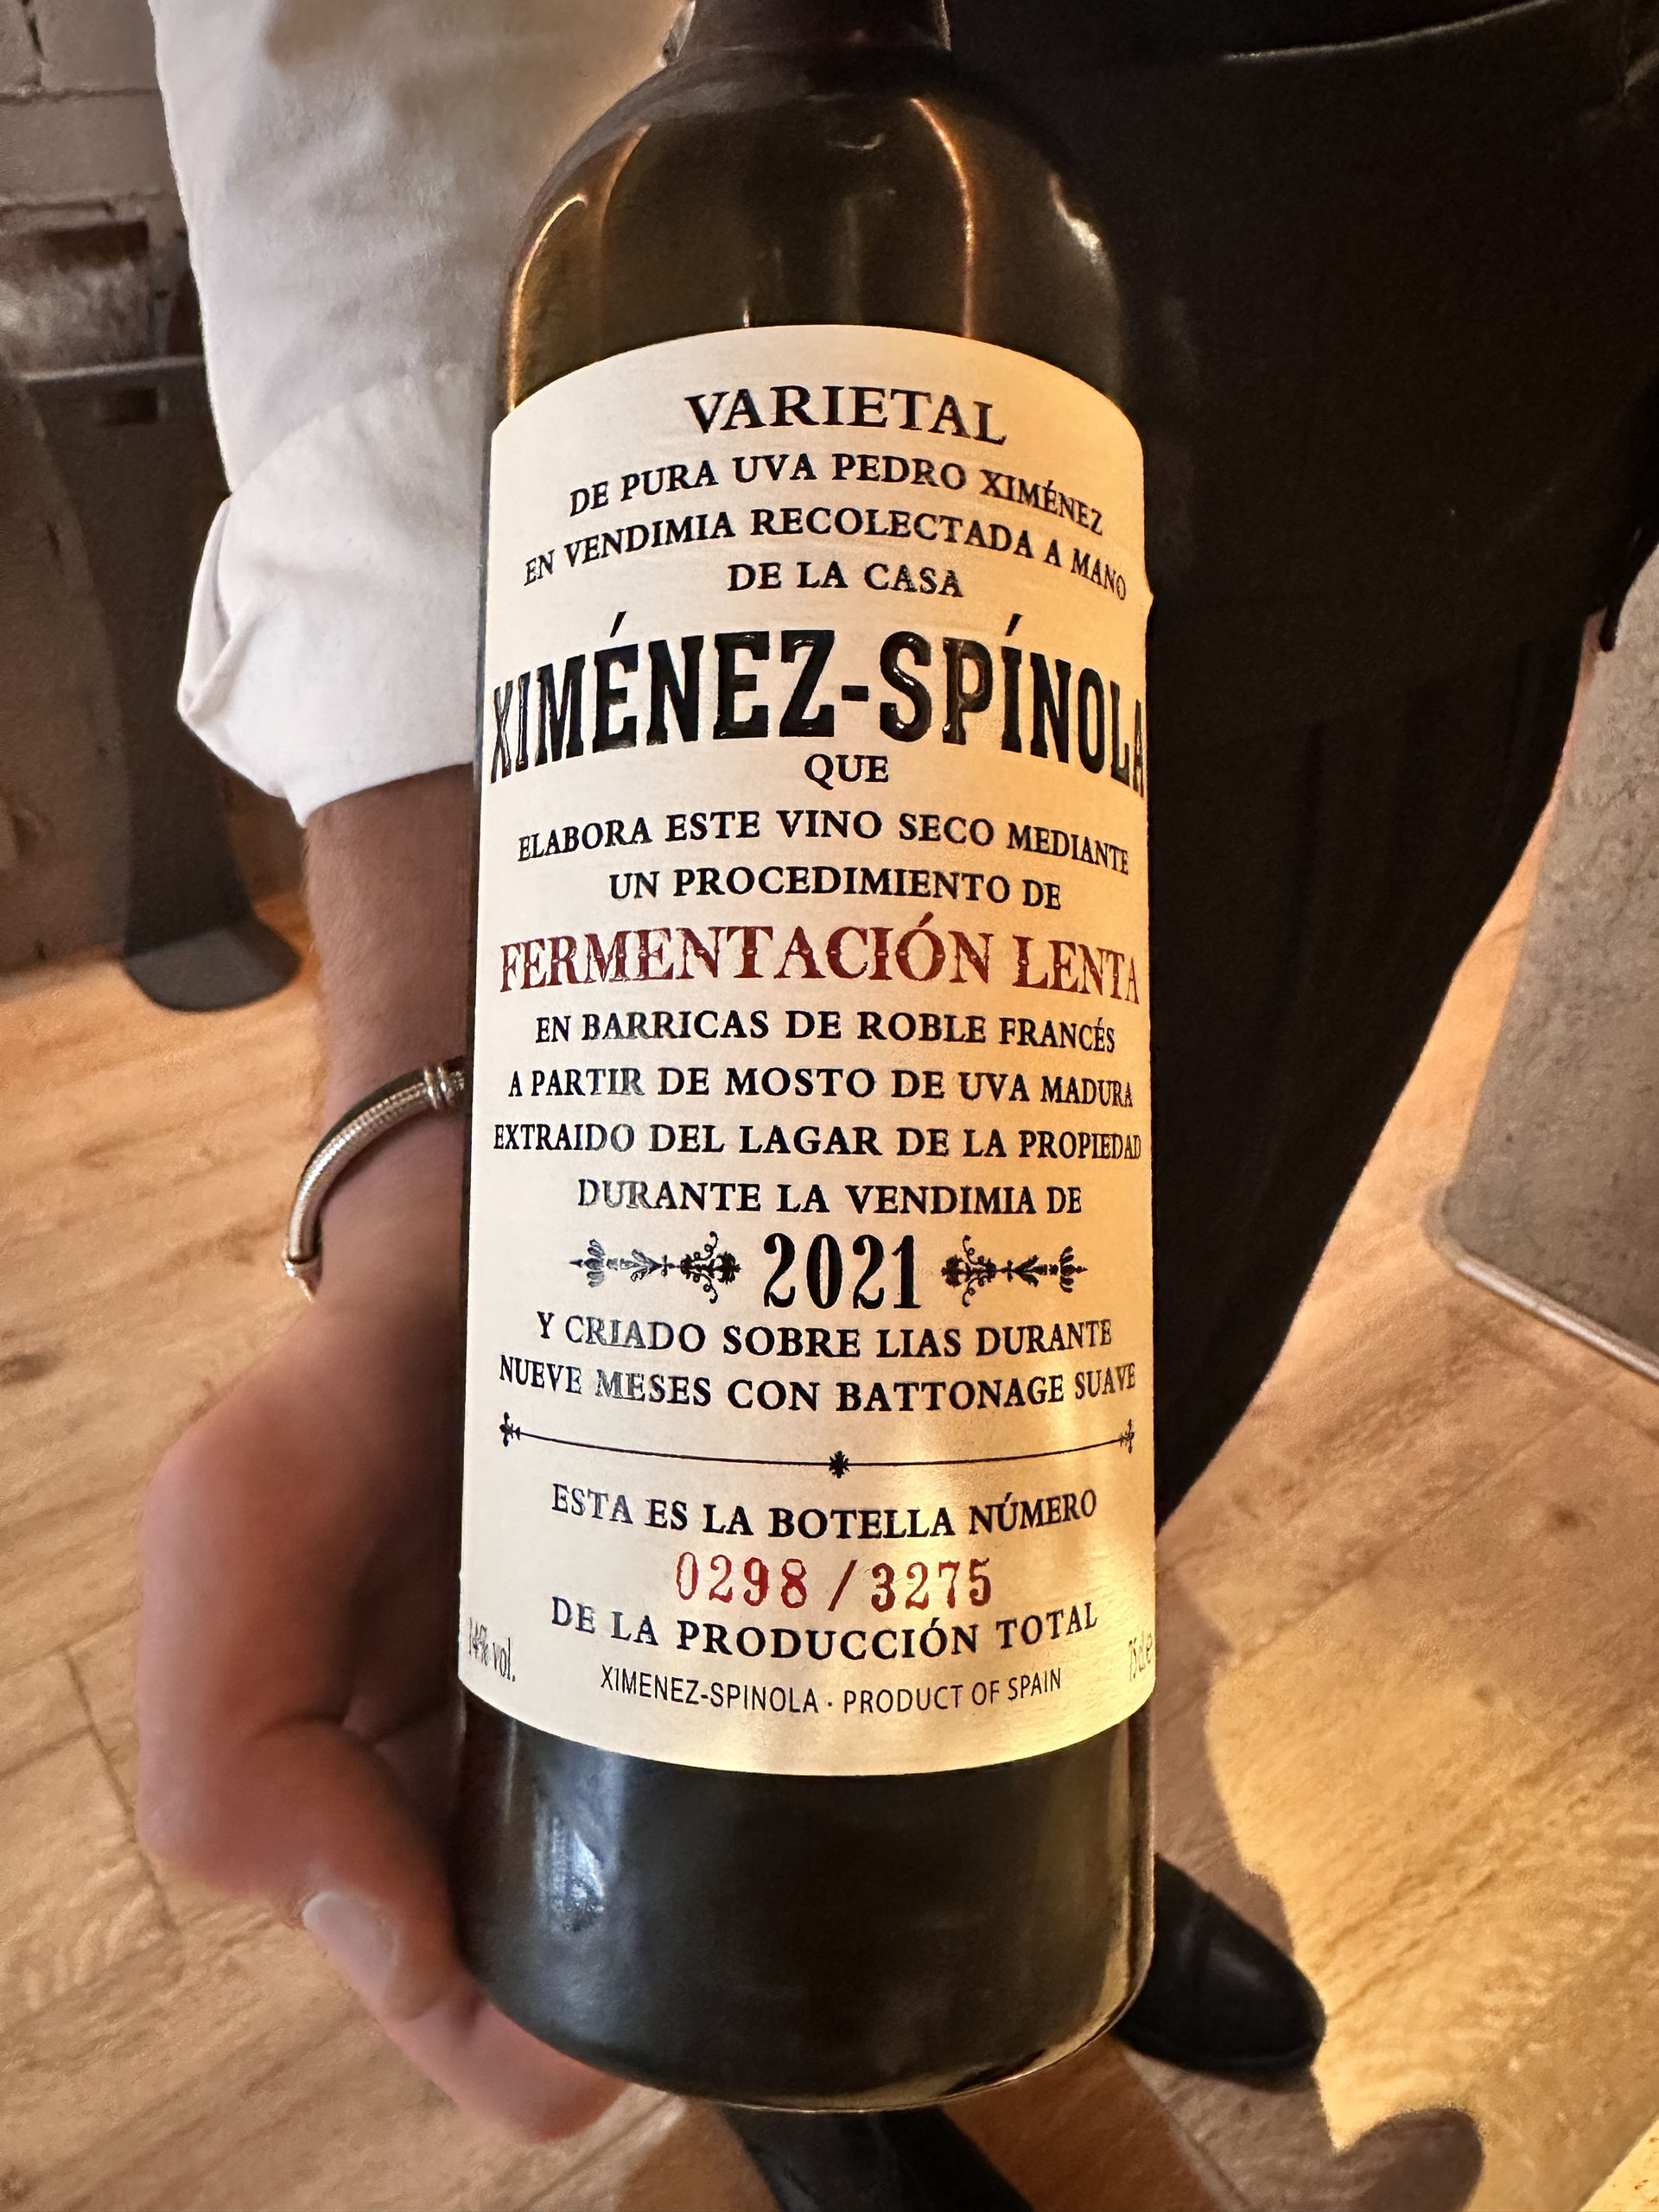 VARIETAL
DE PURA UVA PEDRO XIMÉNEZ
EN VENDIMIA RECOLECTADA A MANO
DE LA CASA
XIMÉNEZ-SPÍNOLA
QUE
ELABORA ESTE VINO SECO MEDIANTE
UN PROCEDIMIENTO DE
FERMENTACIÓN LENTA
EN BARRICAS DE ROBLE FRANCÉS
A PARTIR DE MOSTO DE UVA MADURA
EXTRAIDO DEL LAGAR DE LA PROPIEDAD
DURANTE LA VENDIMIA DE
2021
Y CRIADO SOBRE LIAS DURANTE
NUEVE MESES CON BATTONAGE SUAVE
ESTA ES LA BOTELLA NÚMERO
0298 / 3275
DE LA PRODUCCIÓN TOTAL
14% vol.
XIMENEZ-SPINOLA · PRODUCT OF SPAIN